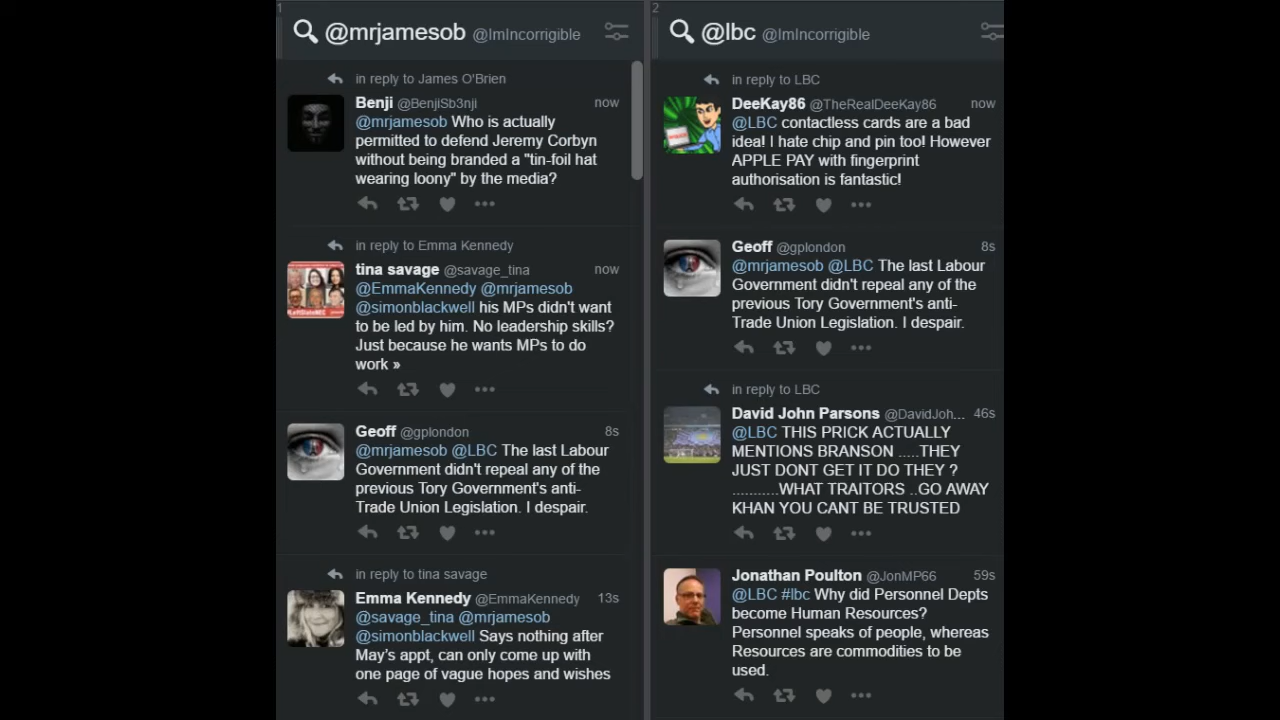 1
@mrjamesob @ImIncorrigible
in reply to James O'Brien
Benji @BenjiSb3nji now
@mrjamesob Who is actually
permitted to defend Jeremy Corbyn
without being branded a "tin-foil hat
wearing loony" by the media?
in reply to Emma Kennedy
tina savage @savage_tina now
@EmmaKennedy @mrjamesob
@simonblackwell his MPs didn't want
to be led by him. No leadership skills?
Just because he wants MPs to do
work »
Geoff @gplondon 8s
@mrjamesob @LBC The last Labour
Government didn't repeal any of the
previous Tory Government's anti-
Trade Union Legislation. I despair.
in reply to tina savage
Emma Kennedy @EmmaKennedy 13s
@savage_tina @mrjamesob
@simonblackwell Says nothing after
May's appt, can only come up with
one page of vague hopes and wishes
2
@lbc @ImIncorrigible
in reply to LBC
DeeKay86 @TheRealDeeKay86 now
@LBC contactless cards are a bad
idea! I hate chip and pin too! However
APPLE PAY with fingerprint
authorisation is fantastic!
Geoff @gplondon 8s
@mrjamesob @LBC The last Labour
Government didn't repeal any of the
previous Tory Government's anti-
Trade Union Legislation. I despair.
in reply to LBC
David John Parsons @DavidJoh... 46s
@LBC THIS PRICK ACTUALLY
MENTIONS BRANSON .....THEY
JUST DONT GET IT DO THEY ?
...........WHAT TRAITORS ..GO AWAY
KHAN YOU CANT BE TRUSTED
Jonathan Poulton @JonMP66 59s
@LBC #lbc Why did Personnel Depts
become Human Resources?
Personnel speaks of people, whereas
Resources are commodities to be
used.